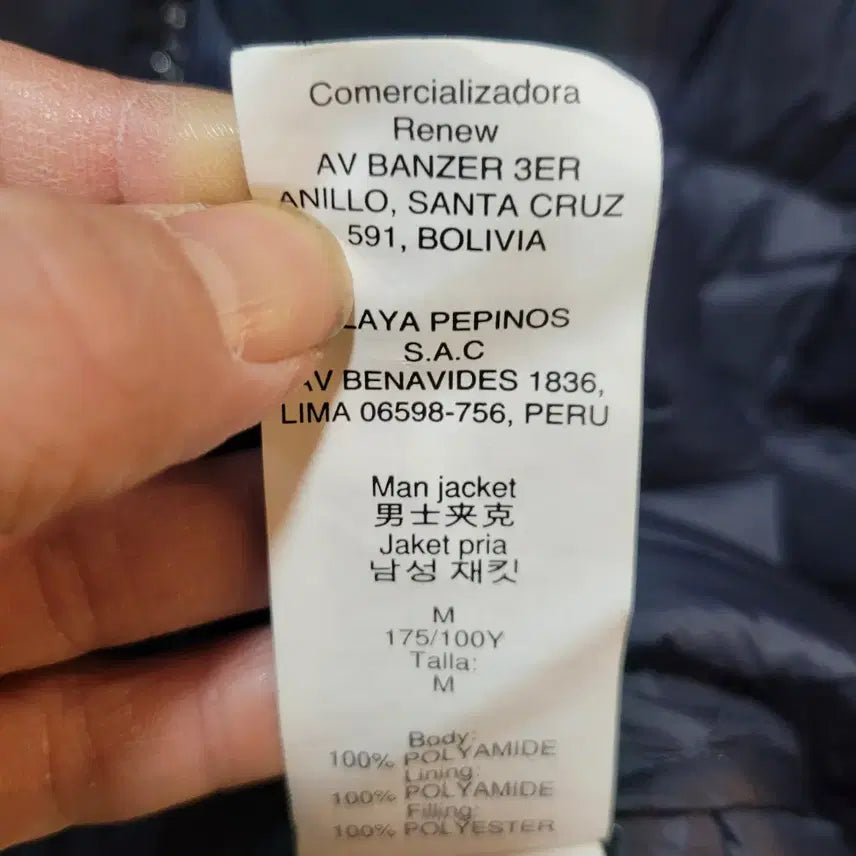 Comercializadora
Renew
AV BANZER 3ER
ANILLO, SANTA CRUZ
591, BOLIVIA
LAYA PEPINOS
S.A.C
AV BENAVIDES 1836,
LIMA 06598-756, PERU
Man jacket
男士夹克
Jaket pria
남성 재킷
M
175/100Y
Talla:
M
Body:
100% POLYAMIDE
Lining:
100% POLYAMIDE
Filling:
100% POLYESTER